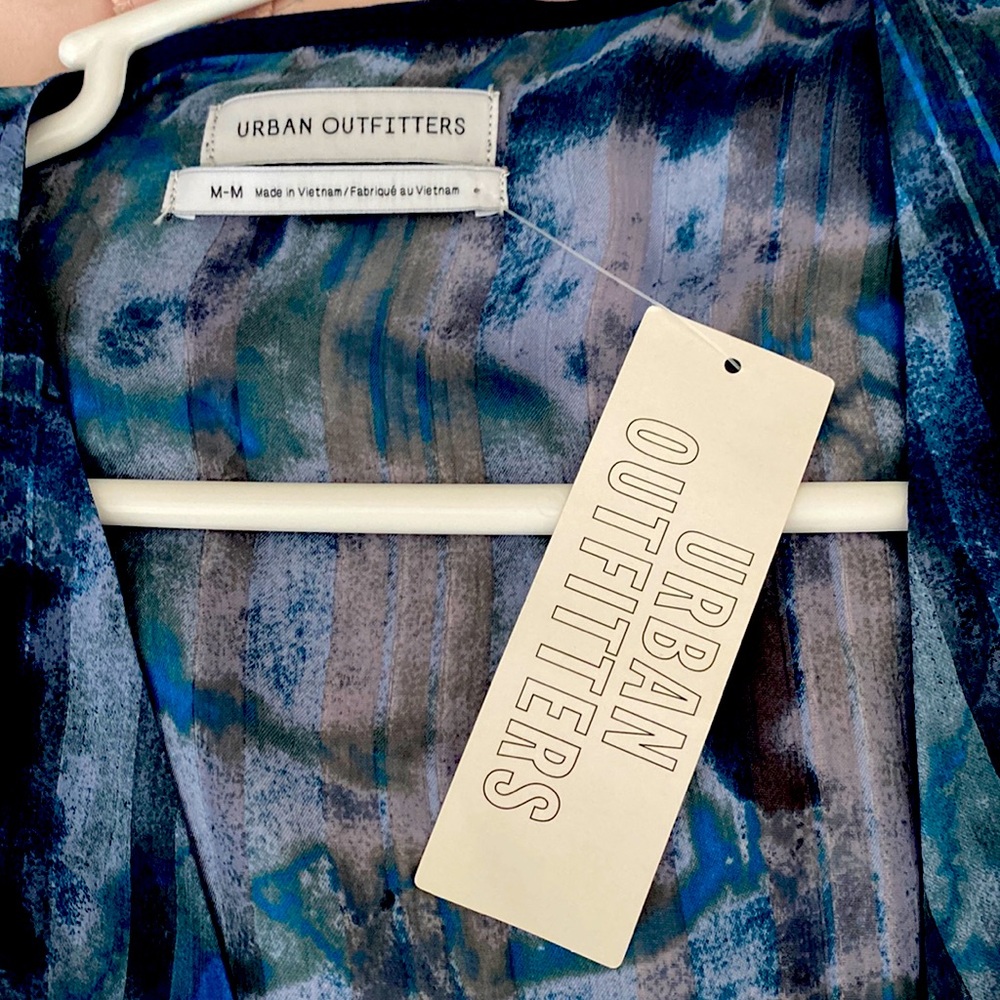 URBAN OUTFITTERS
M-M Made in Vietnam/Fabriqué au Vietnam
URBAN
OUTFITTERS